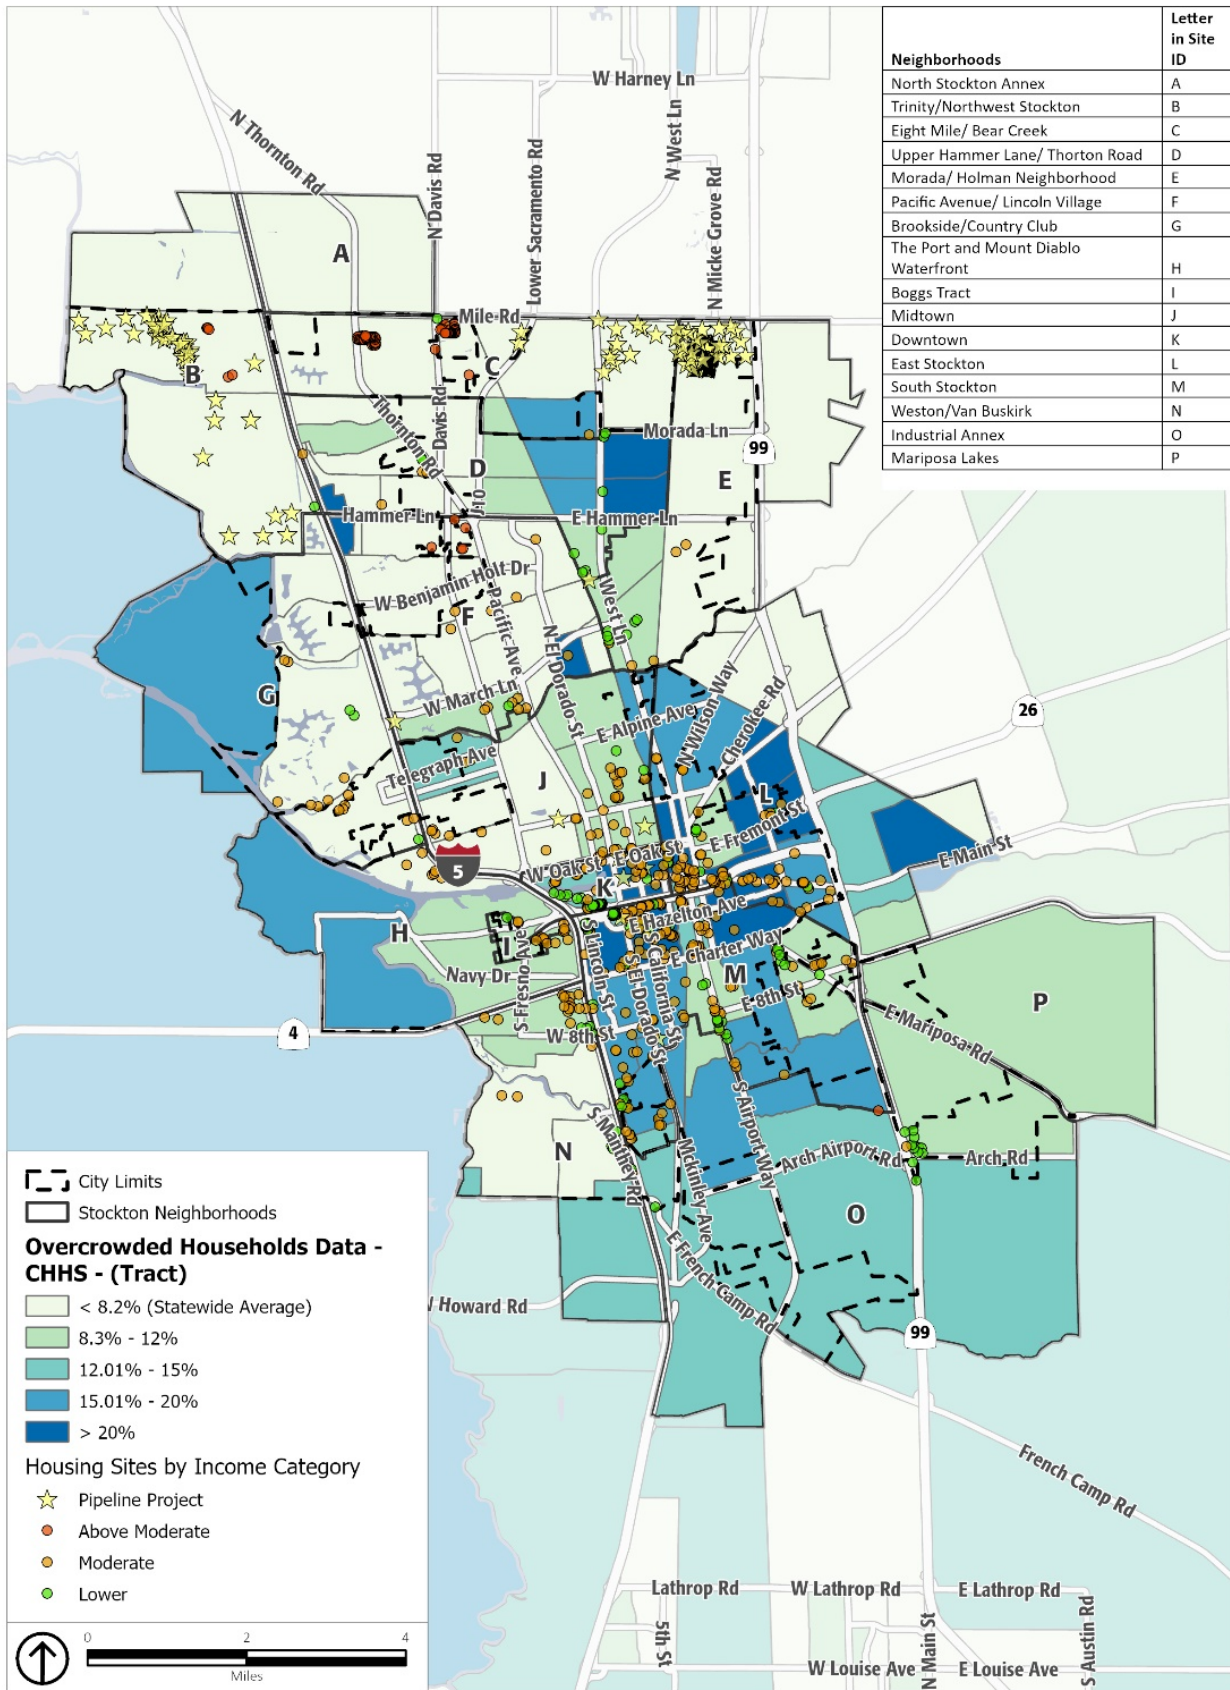 Neighborhoods
Letter
in Site
ID
North Stockton Annex A
Trinity/Northwest Stockton B
Eight Mile/ Bear Creek C
Upper Hammer Lane/ Thorton Road D
Morada/ Holman Neighborhood E
Pacific Avenue/ Lincoln Village F
Brookside/Country Club G
The Port and Mount Diablo
Waterfront H
Boggs Tract I
Midtown J
Downtown K
East Stockton L
South Stockton M
Weston/Van Buskirk N
Industrial Annex O
Mariposa Lakes P
W Harney Ln
N Thornton Rd
N Davis Rd
Lower Sacramento Rd
N West Ln
N Micke Grove Rd
A
Mile Rd
B
C
Thornton Rd
Davis Rd
Morada Ln
99
D
E
J-10
Hammer Ln
E Hammer Ln
W Benjamin Holt Dr
F
Pacific Ave
N El Dorado St
West Ln
G
W March Ln
N Wilson Way
Cherokee Rd
26
E Alpine Ave
Telegraph Ave
J
L
E Fremont St
E Main St
5
W Oak St
E Oak St
K
E Hazelton Ave
H
I
S Fresno Ave
S Lincoln St
S El Dorado St
S California St
E Charter Way
Navy Dr
M
E 8th St
P
4
W 8th St
E Mariposa Rd
N
S Manthey Rd
S Airport Way
Mckinley Ave
Arch Airport Rd
Arch Rd
O
E French Camp Rd
Howard Rd
99
French Camp Rd
Lathrop Rd
W Lathrop Rd
E Lathrop Rd
5th St
N Main St
S Austin Rd
W Louise Ave
E Louise Ave
City Limits
Stockton Neighborhoods
Overcrowded Households Data -
CHHS - (Tract)
< 8.2% (Statewide Average)
8.3% - 12%
12.01% - 15%
15.01% - 20%
> 20%
Housing Sites by Income Category
Pipeline Project
Above Moderate
Moderate
Lower
0 2 4
Miles